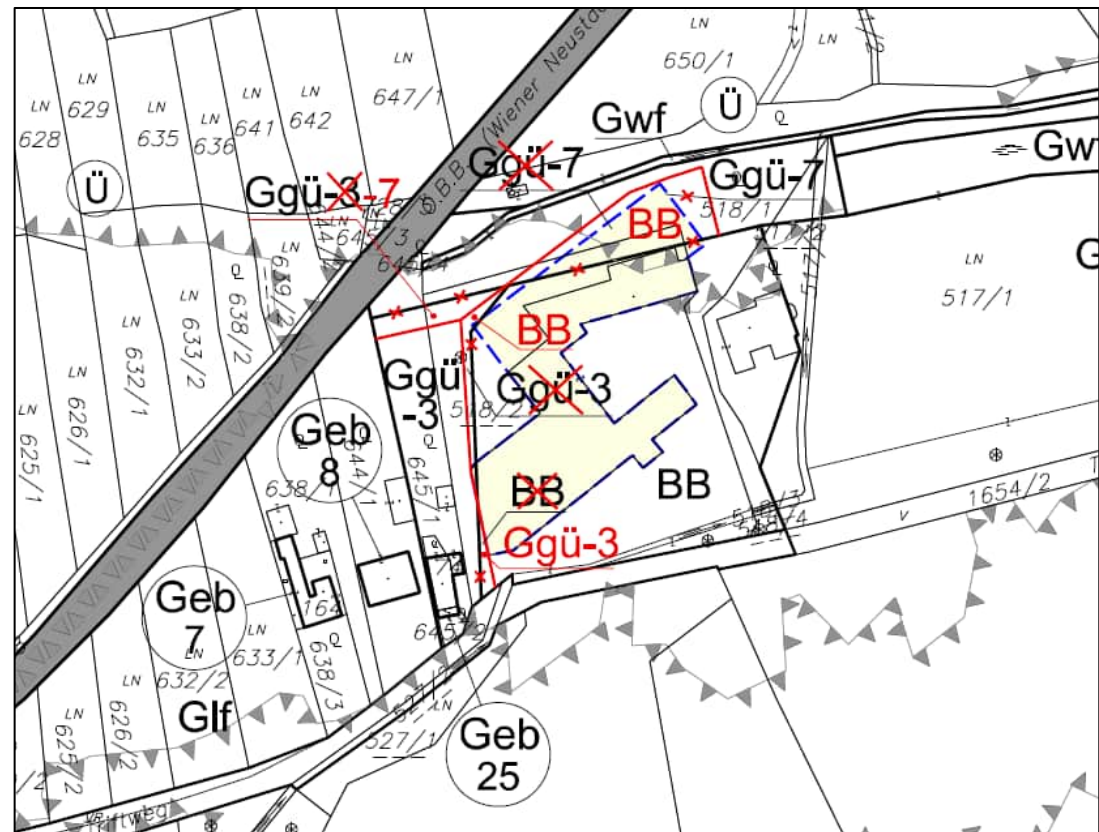 LN
628
LN
629
LN
635
LN
636
LN
641
LN
642
LN
647/1
Ö.B.B. (Wiener Neustad
LN
650/1
LN
Ü
Gwf
Ü
Ggü-7
Ggü-3-7
Ggü-7
518/1
BB
Gw
G
517/1
LN
639/2
LN
638/2
LN
633/2
LN
632/1
LN
626/1
LN
625/1
BB
Ggü
-3
518/2
Ggü-3
Geb
8
638/1
644/1
645/1
BB
BB
Ggü-3
1654/2
Geb
7
164
645/2
LN
633/1
638/3
LN
632/2
Glf
LN
626/2
LN
625/2
LN
527/1
Geb
25